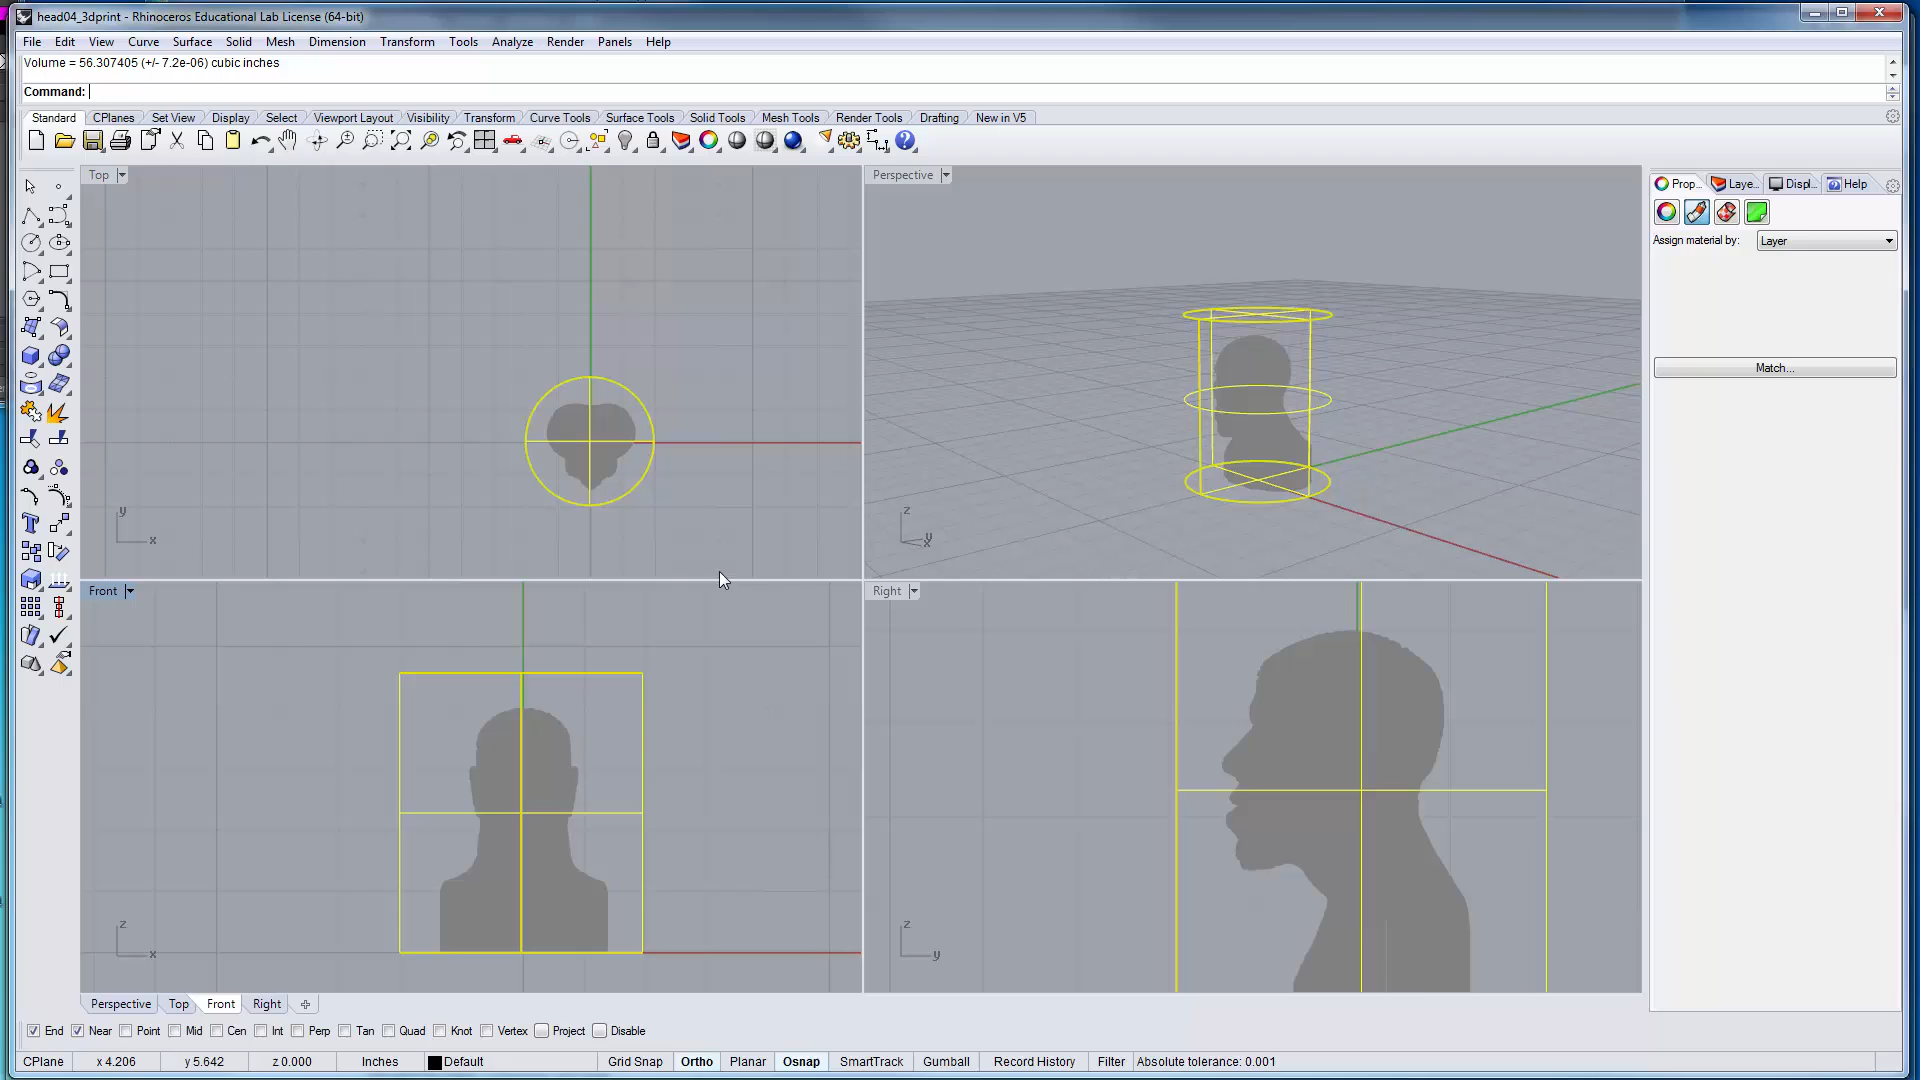 head04_3dprint - Rhinoceros Educational Lab License (64-bit)
File Edit View Curve Surface Solid Mesh Dimension Transform Tools Analyze Render Panels Help
Volume = 56.307405 (+/- 7.2e-06) cubic inches
Command:
Standard CPlanes Set View Display Select Viewport Layout Visibility Transform Curve Tools Surface Tools Solid Tools Mesh Tools Render Tools Drafting New in V5
Top Perspective
Prop... Laye... Displ... Help
Assign material by: Layer
Match...
y x
z y x
Front Right
z x
z y
Perspective Top Front Right
End Near Point Mid Cen Int Perp Tan Quad Knot Vertex Project Disable
CPlane x 4.206 y 5.642 z 0.000 Inches Default Grid Snap Ortho Planar Osnap SmartTrack Gumball Record History Filter Absolute tolerance: 0.001